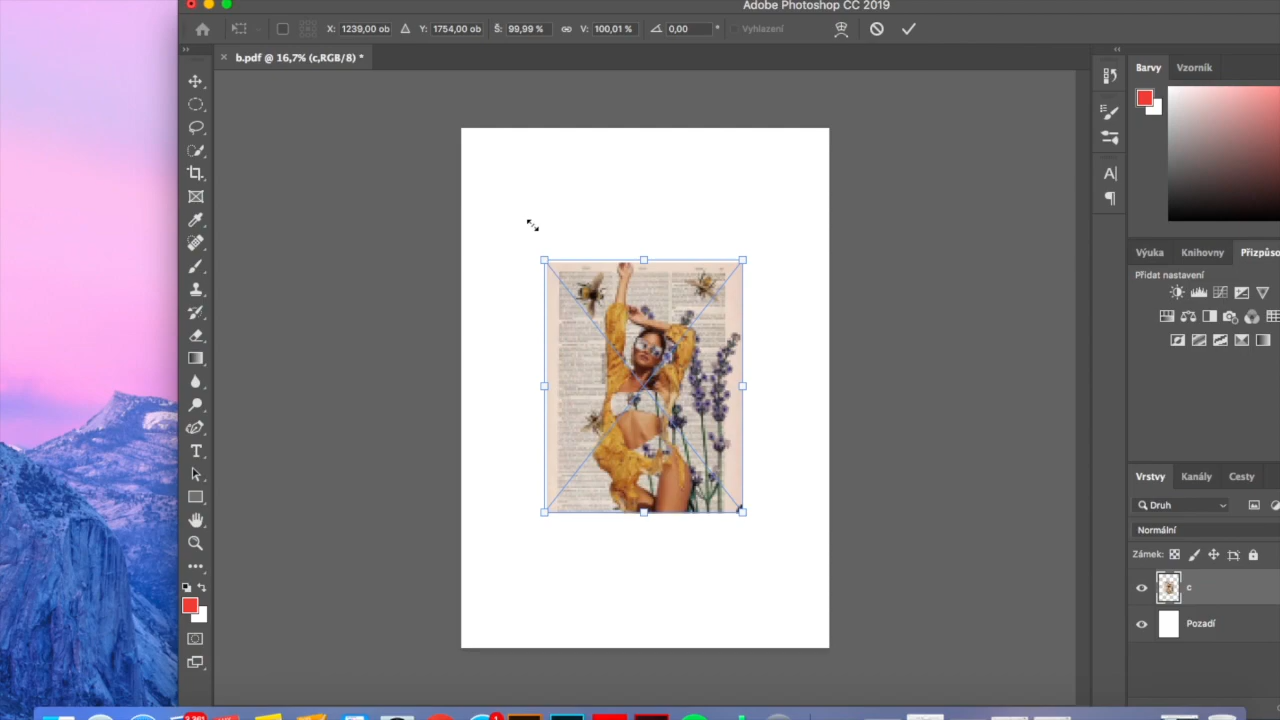 Adobe Photoshop CC 2019
X: 1239,00 ob Y: 1754,00 ob Š: 99,99 % V: 100,01 % 0,00 ° Vyhlazení
× b.pdf @ 16,7% (c,RGB/8) *
Barvy Vzorník
A|
Výuka Knihovny Přizpůso
Přidat nastavení
Vrstvy Kanály Cesty
Druh
Normální
Zámek:
c
Pozadí
T
1